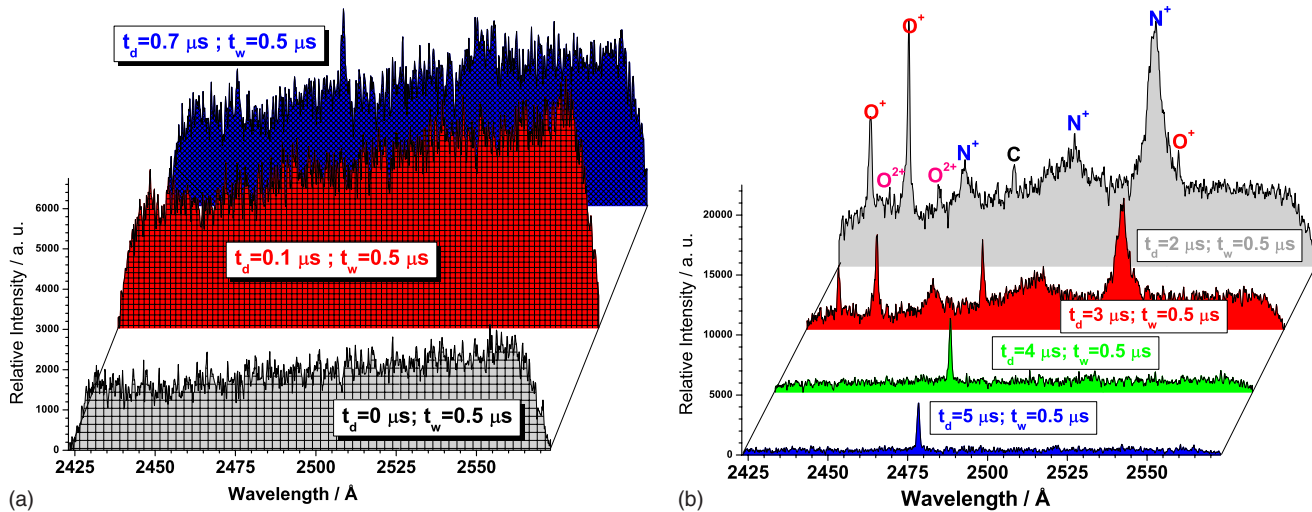 t_d=0.7 μs ; t_w=0.5 μs
t_d=0.1 μs ; t_w=0.5 μs
t_d=0 μs; t_w=0.5 μs
Relative Intensity / a. u.
6000
5000
4000
3000
2000
1000
0
2425 2450 2475 2500 2525 2550
Wavelength / Å
(a)
O⁺
O⁺
O²⁺
O²⁺
N⁺
C
N⁺
N⁺
O⁺
t_d=2 μs; t_w=0.5 μs
t_d=3 μs; t_w=0.5 μs
t_d=4 μs; t_w=0.5 μs
t_d=5 μs; t_w=0.5 μs
Relative Intensity / a. u.
20000
15000
10000
5000
0
2425 2450 2475 2500 2525 2550
Wavelength / Å
(b)